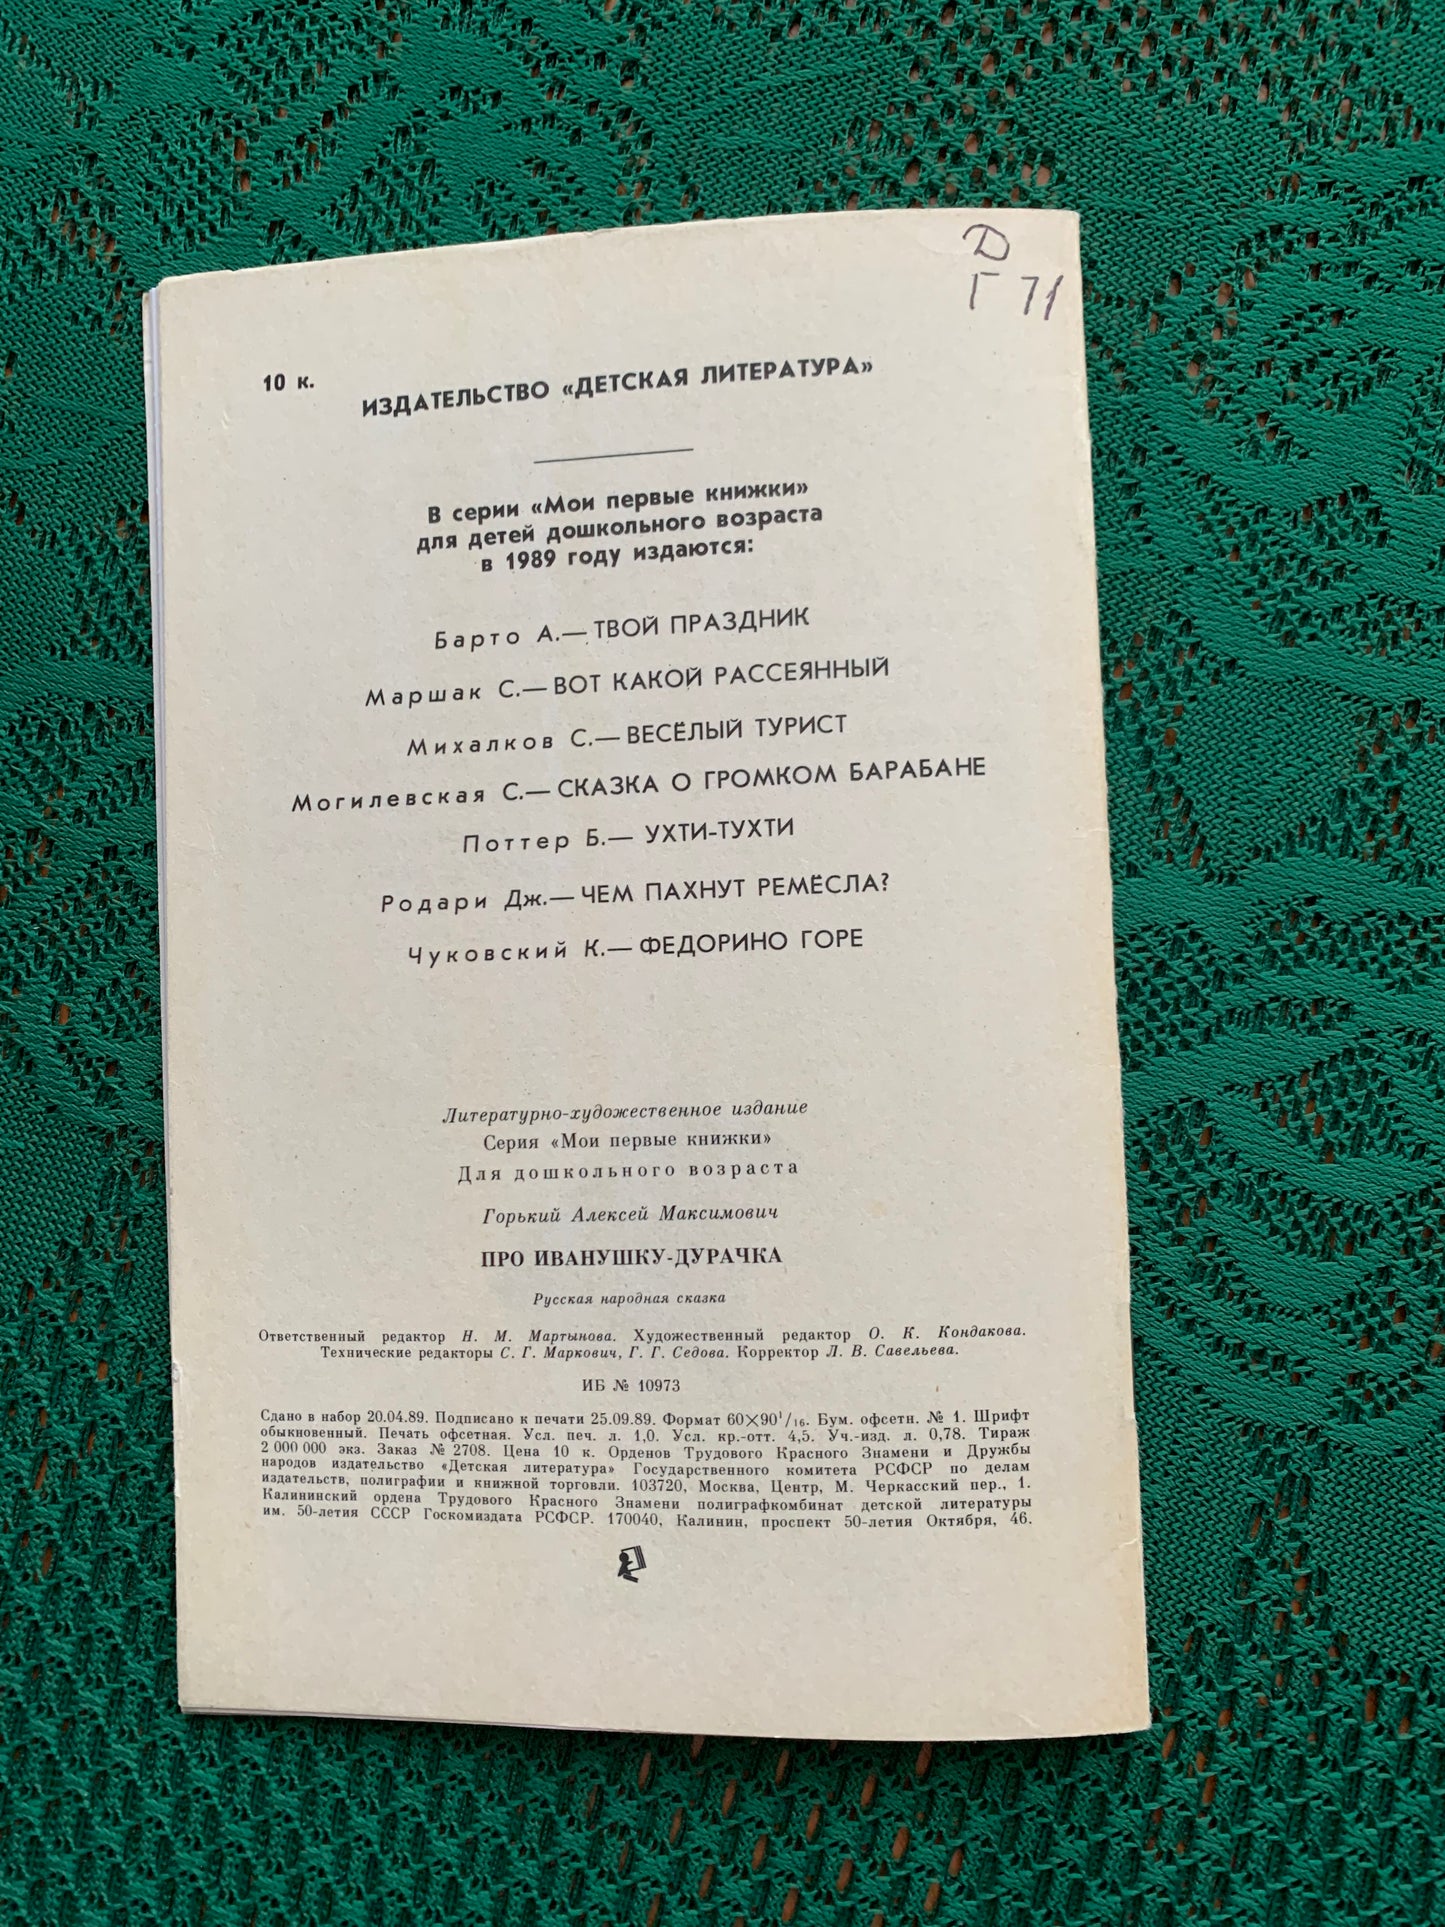 Д
Г 71
10 к.
ИЗДАТЕЛЬСТВО «ДЕТСКАЯ ЛИТЕРАТУРА»
В серии «Мои первые книжки»
для детей дошкольного возраста
в 1989 году издаются:
Барто А.— ТВОЙ ПРАЗДНИК
Маршак С.— ВОТ КАКОЙ РАССЕЯННЫЙ
Михалков С.— ВЕСЁЛЫЙ ТУРИСТ
Могилевская С.— СКАЗКА О ГРОМКОМ БАРАБАНЕ
Поттер Б.— УХТИ-ТУХТИ
Родари Дж.— ЧЕМ ПАХНУТ РЕМЁСЛА?
Чуковский К.— ФЕДОРИНО ГОРЕ
Литературно-художественное издание
Серия «Мои первые книжки»
Для дошкольного возраста
Горький Алексей Максимович
ПРО ИВАНУШКУ-ДУРАЧКА
Русская народная сказка
Ответственный редактор Н. М. Мартынова. Художественный редактор О. К. Кондакова.
Технические редакторы С. Г. Маркович, Г. Г. Седова. Корректор Л. В. Савельева.
ИБ № 10973
Сдано в набор 20.04.89. Подписано к печати 25.09.89. Формат 60×90¹/₁₆. Бум. офсетн. № 1. Шрифт
обыкновенный. Печать офсетная. Усл. печ. л. 1,0. Усл. кр.-отт. 4,5. Уч.-изд. л. 0,78. Тираж
2 000 000 экз. Заказ № 2708. Цена 10 к. Орденов Трудового Красного Знамени и Дружбы
народов издательство «Детская литература» Государственного комитета РСФСР по делам
издательств, полиграфии и книжной торговли. 103720, Москва, Центр, М. Черкасский пер., 1.
Калининский ордена Трудового Красного Знамени полиграфкомбинат детской литературы
им. 50-летия СССР Госкомиздата РСФСР. 170040, Калинин, проспект 50-летия Октября, 46.